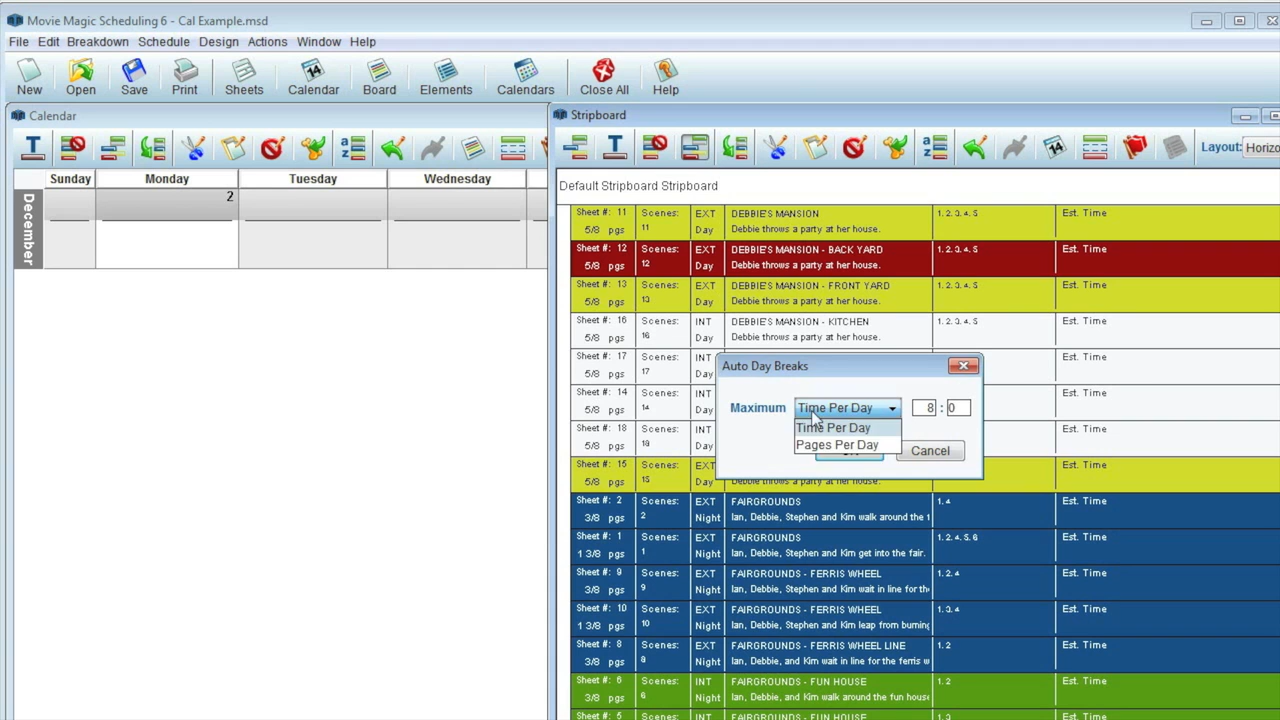 Movie Magic Scheduling 6 - Cal Example.msd
File Edit Breakdown Schedule Design Actions Window Help
14
New Open Save Print Sheets Calendar Board Elements Calendars Close All Help
Calendar
Sunday Monday Tuesday Wednesday
December
2
Stripboard
Layout: Horizo
Default Stripboard Stripboard
Sheet #: 11 Scenes: EXT DEBBIE'S MANSION 1, 2, 3, 4, 5 Est. Time
5/8 pgs 11 Day Debbie throws a party at her house.
Sheet #: 12 Scenes: EXT DEBBIE'S MANSION - BACK YARD 1, 2, 3, 4, 5 Est. Time
5/8 pgs 12 Day Debbie throws a party at her house.
Sheet #: 13 Scenes: EXT DEBBIE'S MANSION - FRONT YARD 1, 2, 3, 4, 5 Est. Time
5/8 pgs 13 Day Debbie throws a party at her house.
Sheet #: 16 Scenes: INT DEBBIE'S MANSION - KITCHEN 1, 2, 3, 4, 5 Est. Time
5/8 pgs 16 Day Debbie throws a party at her house.
Sheet #: 17 Scenes: INT Est. Time
5/8 pgs 17 Day
Sheet #: 14 Scenes: INT Est. Time
5/8 pgs 14 Day
Sheet #: 18 Scenes: INT Est. Time
5/8 pgs 18 Day
Sheet #: 15 Scenes: EXT Est. Time
5/8 pgs 15 Day Debbie throws a party at her house.
Auto Day Breaks
Maximum Time Per Day 8 : 0
Time Per Day
Pages Per Day
Cancel
Sheet #: 2 Scenes: EXT FAIRGROUNDS 1, 4 Est. Time
3/8 pgs 2 Night Ian, Debbie, Stephen and Kim walk around the f
Sheet #: 1 Scenes: EXT FAIRGROUNDS 1, 2, 4, 5, 6 Est. Time
1 3/8 pgs 1 Night Ian, Debbie, Stephen and Kim get into the fair.
Sheet #: 9 Scenes: EXT FAIRGROUNDS - FERRIS WHEEL 1, 2, 4 Est. Time
3/8 pgs 9 Night Ian, Debbie, Stephen and Kim wait in line for th
Sheet #: 10 Scenes: EXT FAIRGROUNDS - FERRIS WHEEL 1, 3, 4 Est. Time
1 3/8 pgs 10 Night Ian, Debbie, Stephen and Kim leap from burnin
Sheet #: 8 Scenes: EXT FAIRGROUNDS - FERRIS WHEEL LINE 1, 2 Est. Time
3/8 pgs 8 Night Ian, Debbie, and Kim wait in line for the ferris w
Sheet #: 6 Scenes: INT FAIRGROUNDS - FUN HOUSE 1, 2 Est. Time
3/8 pgs 6 Night Ian, Debbie, and Kim walk around the fun house
Sheet #: 5 Scenes: INT FAIRGROUNDS - FUN HOUSE Est. Time